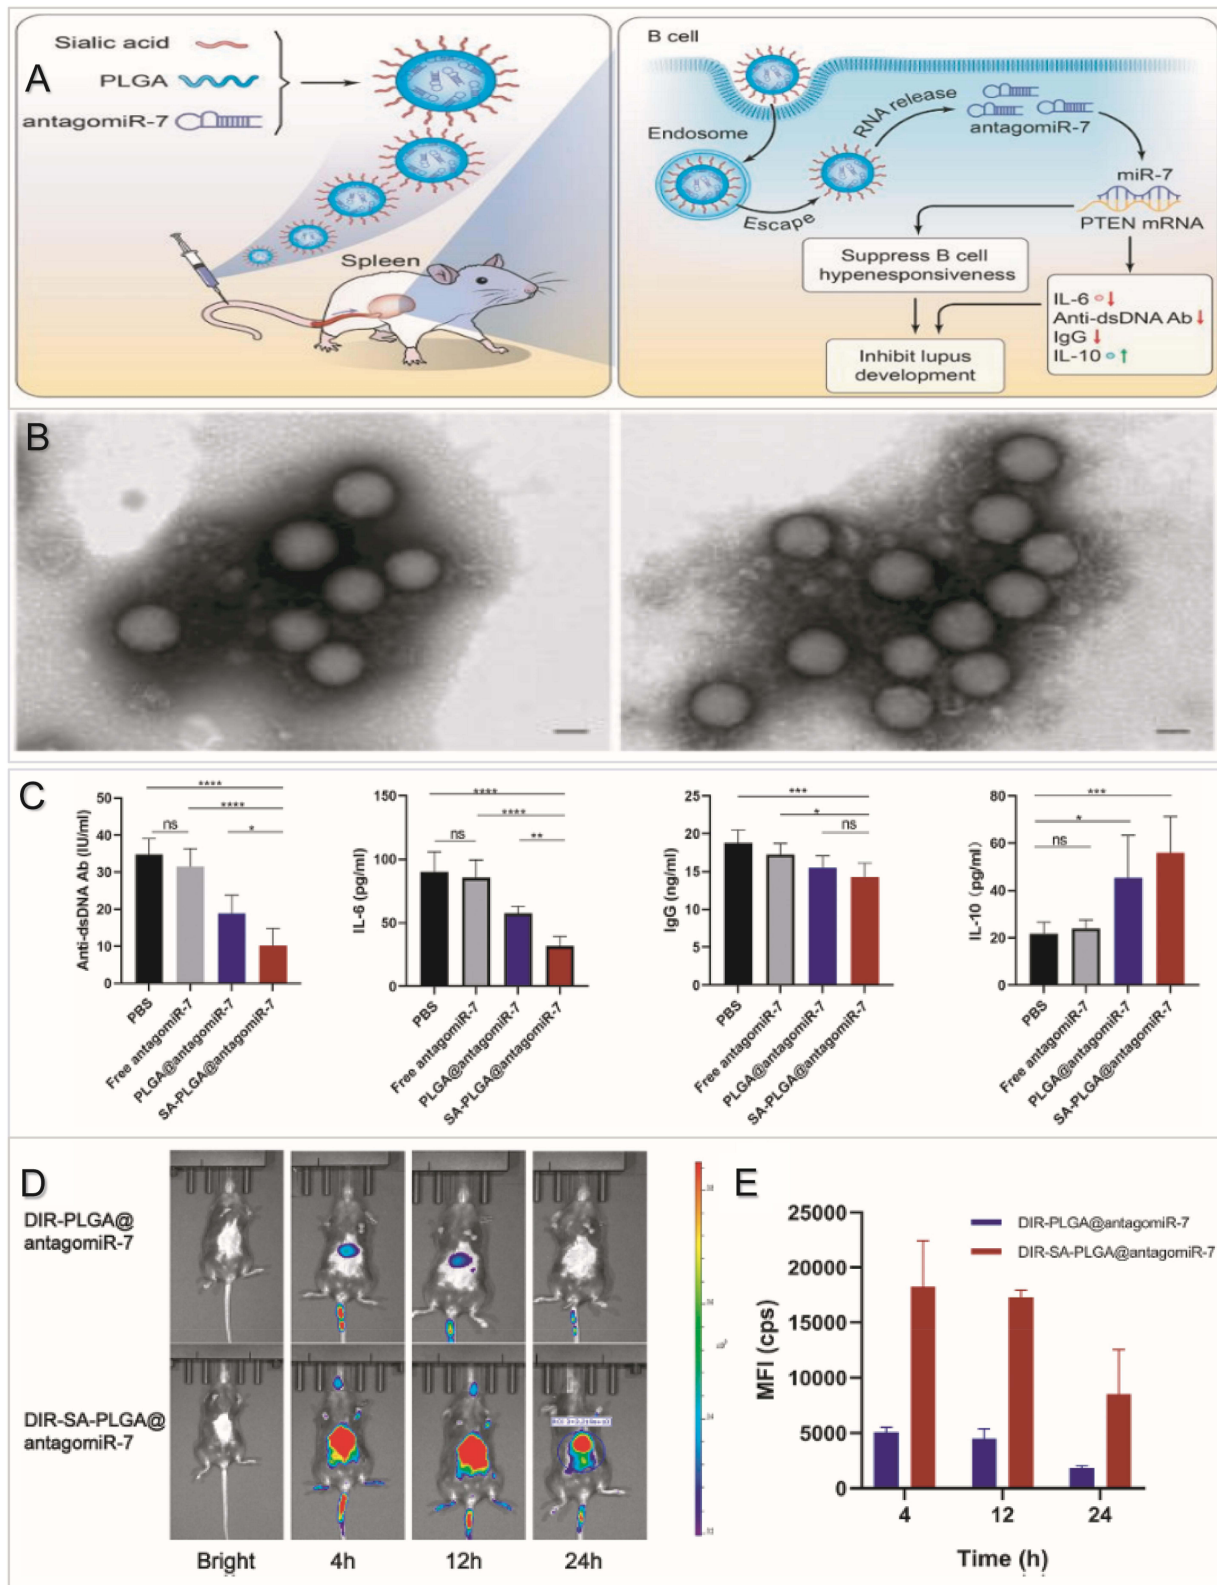 A
Sialic acid
PLGA
antagomiR-7
Spleen
B cell
Endosome
Escape
RNA release
antagomiR-7
miR-7
PTEN mRNA
Suppress B cell
hypenesponsiveness
IL-6
Anti-dsDNA Ab
IgG
IL-10
Inhibit lupus
development
B
C
****
****
ns
*
Anti-dsDNA Ab (IU/ml)
50
40
30
20
10
0
PBS
Free antagomiR-7
PLGA@antagomiR-7
SA-PLGA@antagomiR-7
****
****
ns
**
IL-6 (pg/ml)
150
100
50
0
PBS
Free antagomiR-7
PLGA@antagomiR-7
SA-PLGA@antagomiR-7
***
*
ns
IgG (ng/ml)
25
20
15
10
5
0
PBS
Free antagomiR-7
PLGA@antagomiR-7
SA-PLGA@antagomiR-7
***
*
ns
IL-10 (pg/ml)
80
60
40
20
0
PBS
Free antagomiR-7
PLGA@antagomiR-7
SA-PLGA@antagomiR-7
D
DIR-PLGA@
antagomiR-7
DIR-SA-PLGA@
antagomiR-7
Bright
4h
12h
24h
E
DIR-PLGA@antagomiR-7
DIR-SA-PLGA@antagomiR-7
MFI (cps)
25000
20000
15000
10000
5000
0
4
12
24
Time (h)